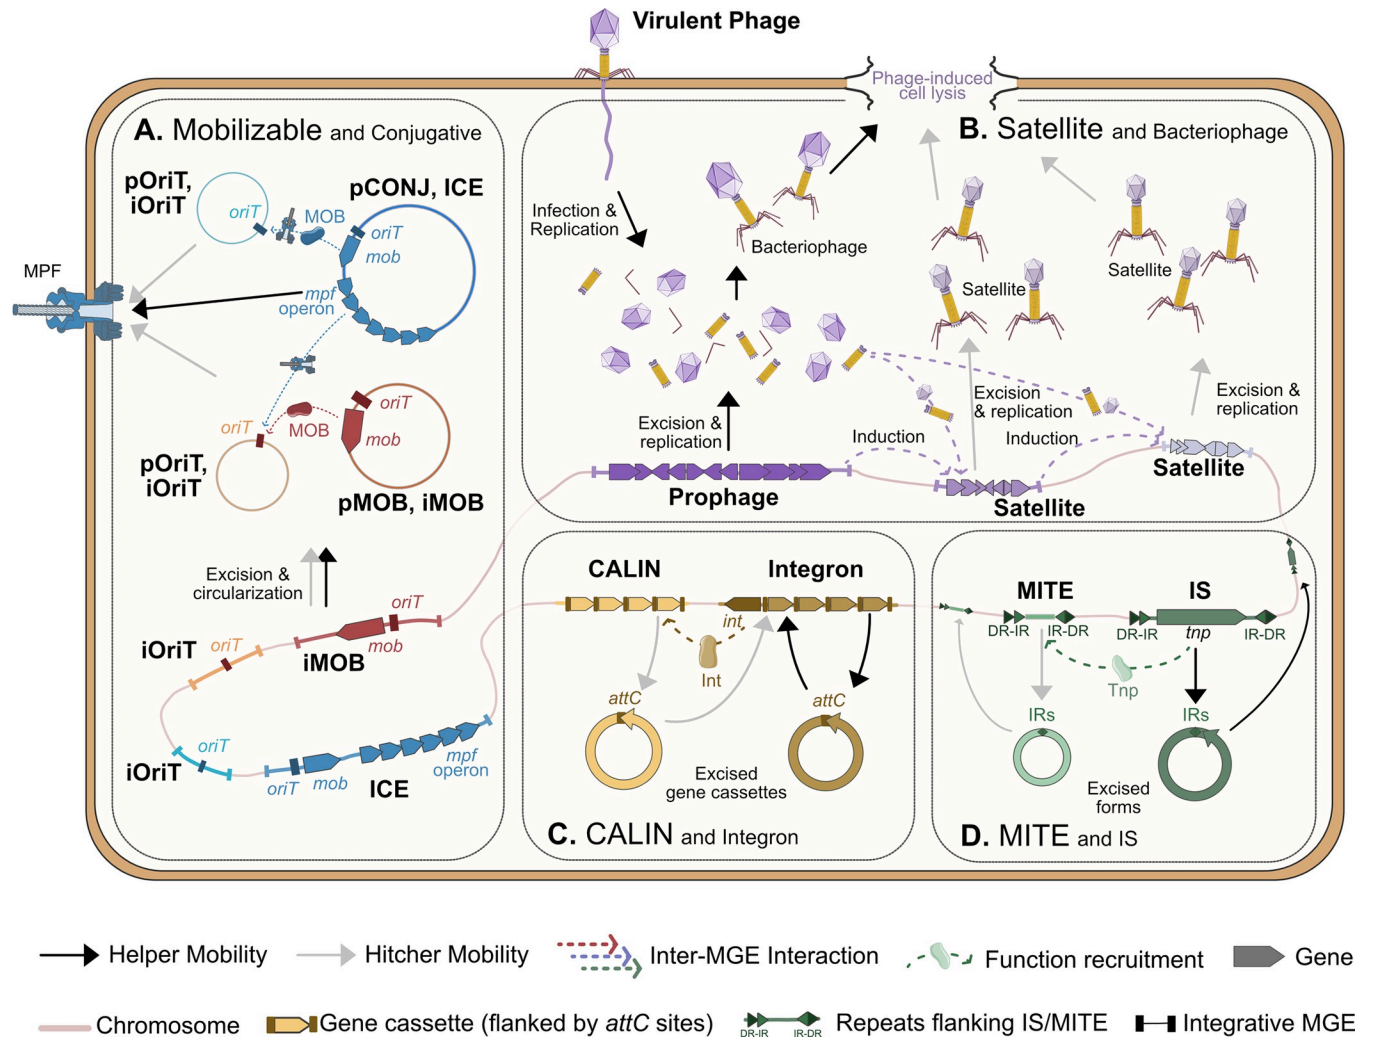 Virulent Phage
Phage-induced
cell lysis
A. Mobilizable and Conjugative
pOriT,
iOriT
oriT
MOB
pCONJ, ICE
oriT
mob
MPF
mpf
operon
oriT
MOB
oriT
mob
pOriT,
iOriT
pMOB, iMOB
Excision &
circularization
iOriT
oriT
iMOB
oriT
mob
iOriT
oriT
oriT
mob
ICE
mpf
operon
B. Satellite and Bacteriophage
Infection &
Replication
Bacteriophage
Satellite
Satellite
Excision &
replication
Excision
& replication
Excision &
replication
Induction
Induction
Prophage
Satellite
Satellite
CALIN
Integron
int
Int
attC
attC
Excised
gene cassettes
C. CALIN and Integron
MITE
IS
DR-IR
IR-DR
DR-IR
tnp
IR-DR
Tnp
IRs
IRs
Excised
forms
D. MITE and IS
Helper Mobility
Hitcher Mobility
Inter-MGE Interaction
Function recruitment
Gene
Chromosome
Gene cassette (flanked by attC sites)
DR-IR
IR-DR
Repeats flanking IS/MITE
Integrative MGE